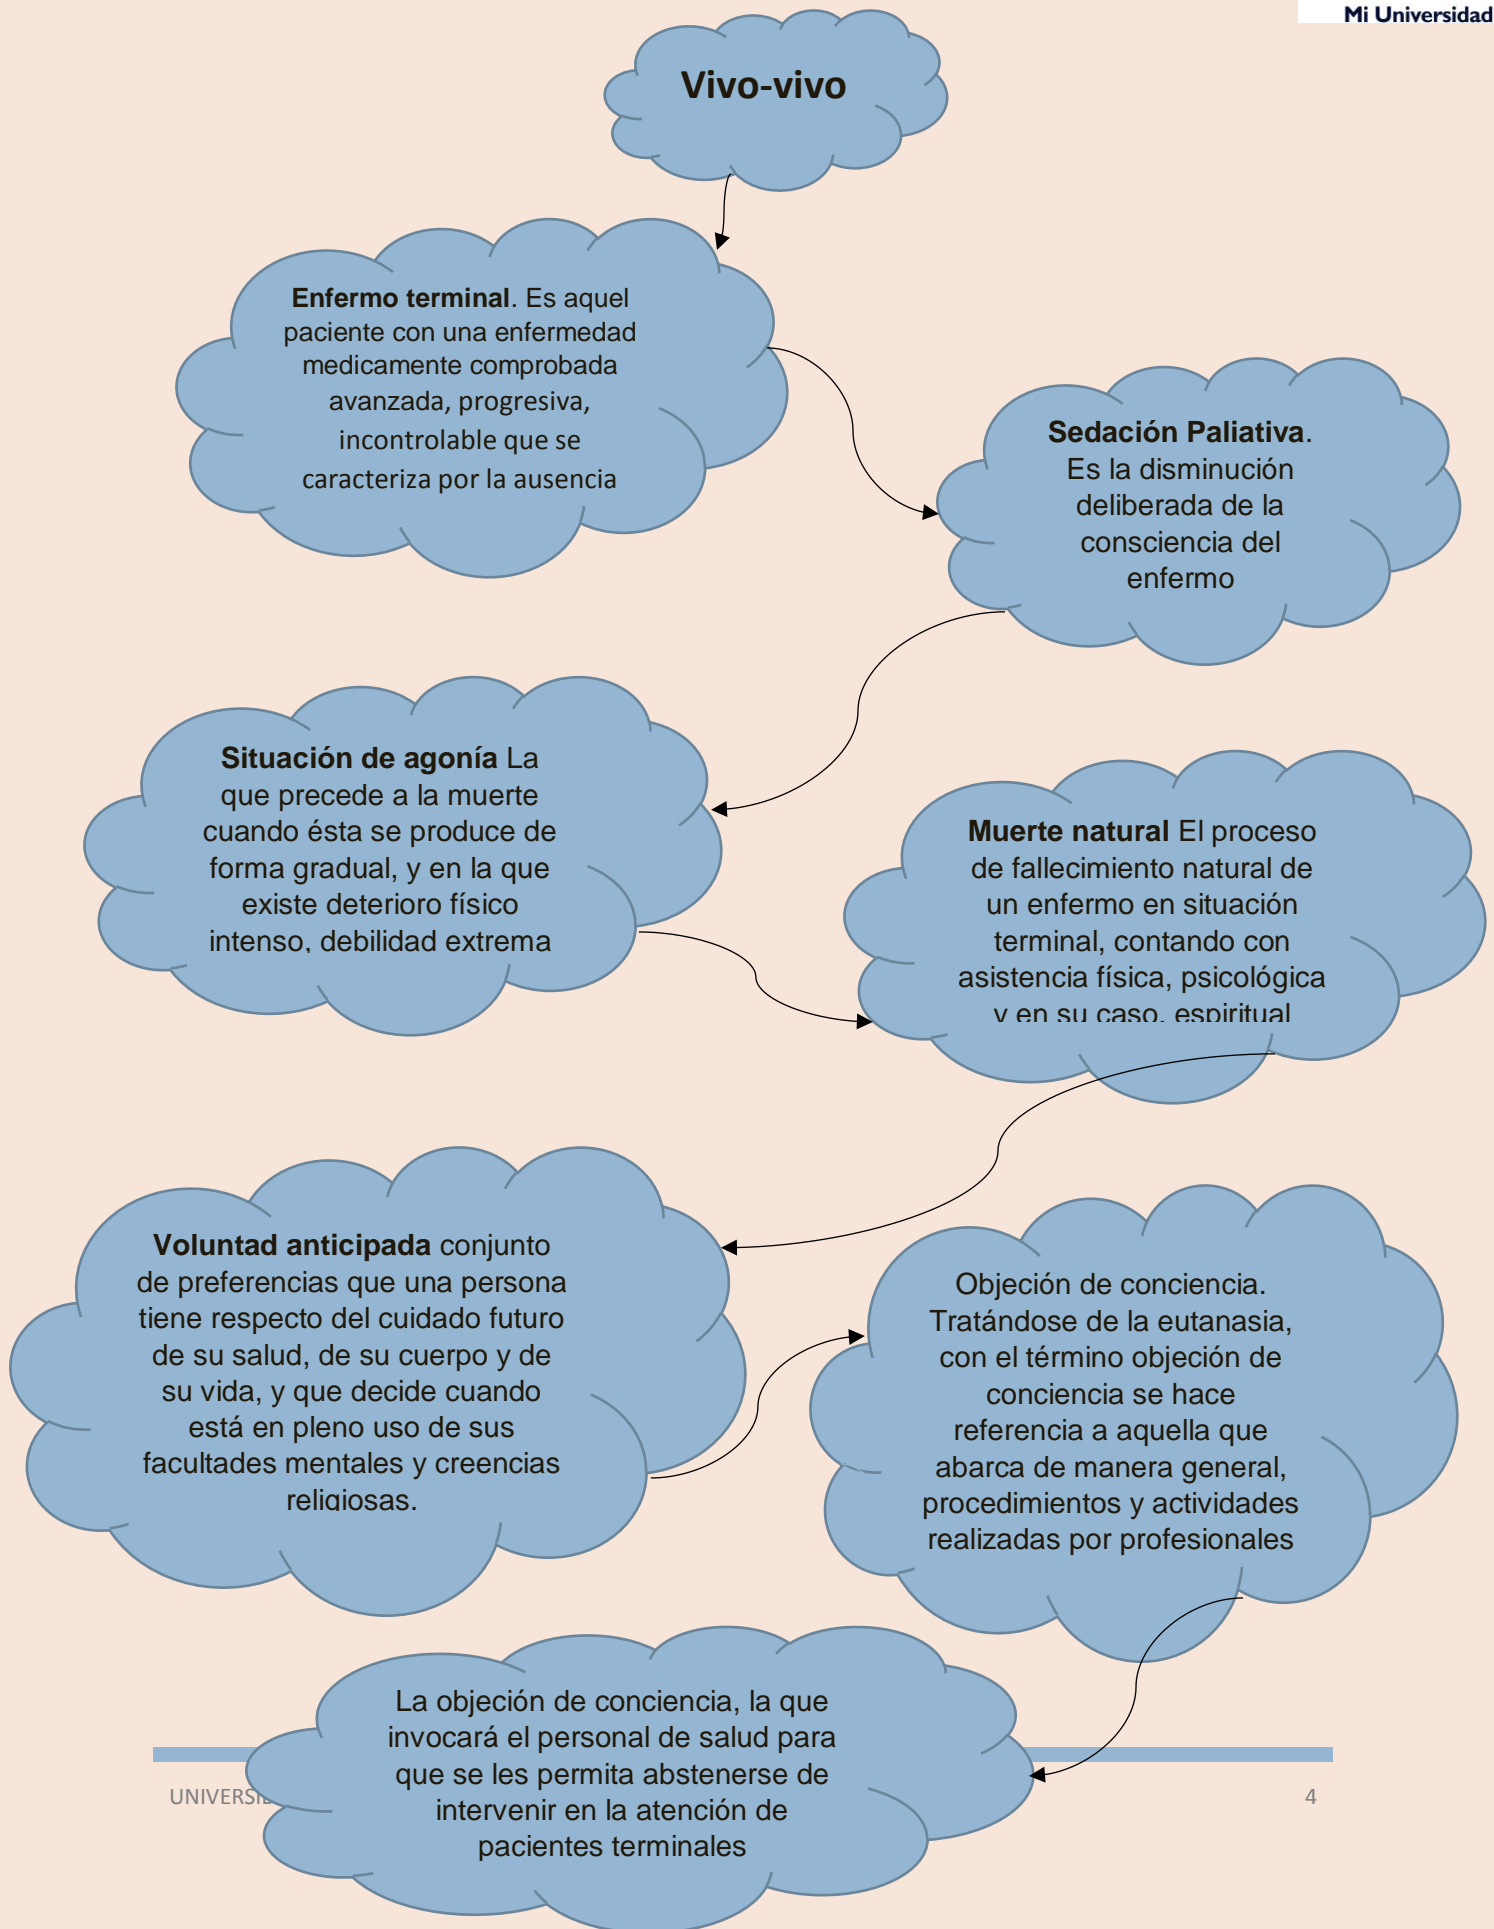 Mi Universidad
Vivo-vivo
Enfermo terminal. Es aquel
paciente con una enfermedad
medicamente comprobada
avanzada, progresiva,
incontrolable que se
caracteriza por la ausencia
Sedación Paliativa.
Es la disminución
deliberada de la
consciencia del
enfermo
Situación de agonía La
que precede a la muerte
cuando ésta se produce de
forma gradual, y en la que
existe deterioro físico
intenso, debilidad extrema
Muerte natural El proceso
de fallecimiento natural de
un enfermo en situación
terminal, contando con
asistencia física, psicológica
y en su caso, espiritual
Voluntad anticipada conjunto
de preferencias que una persona
tiene respecto del cuidado futuro
de su salud, de su cuerpo y de
su vida, y que decide cuando
está en pleno uso de sus
facultades mentales y creencias
religiosas.
Objeción de conciencia.
Tratándose de la eutanasia,
con el término objeción de
conciencia se hace
referencia a aquella que
abarca de manera general,
procedimientos y actividades
realizadas por profesionales
La objeción de conciencia, la que
invocará el personal de salud para
que se les permita abstenerse de
intervenir en la atención de
pacientes terminales
4